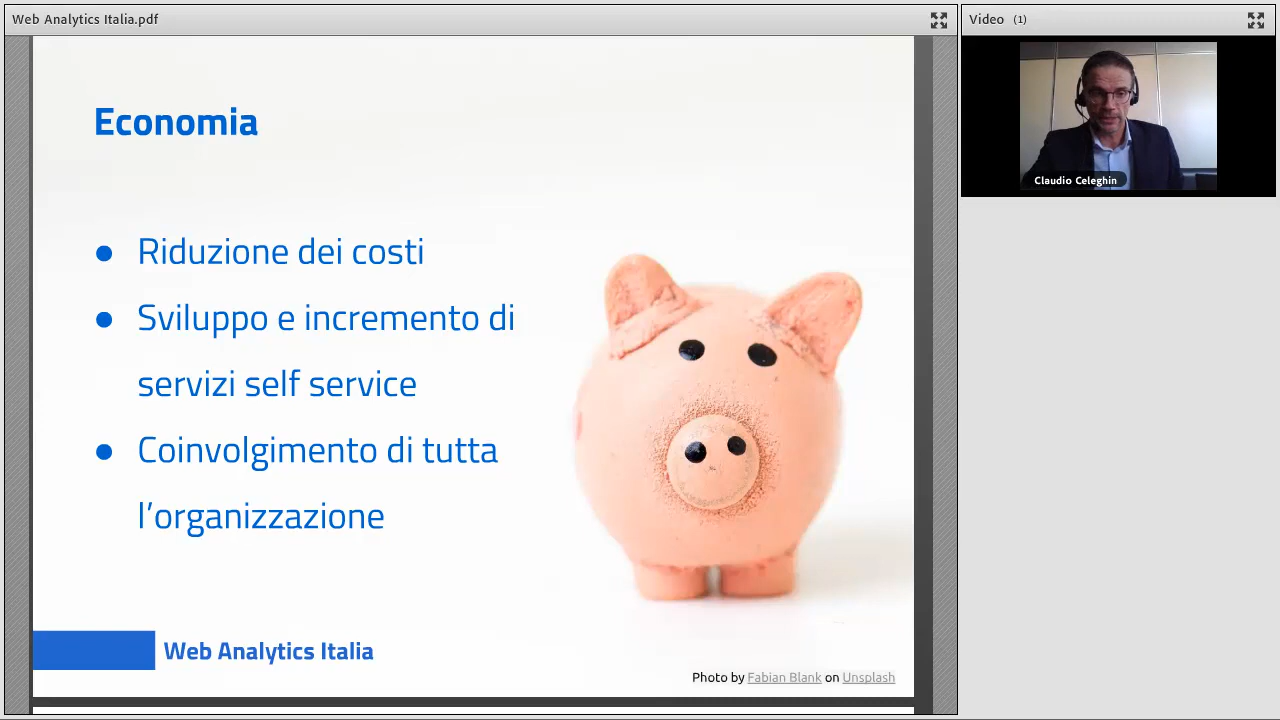 Web Analytics Italia.pdf
Video (1)
Claudio Celeghin
Economia
● Riduzione dei costi
● Sviluppo e incremento di
servizi self service
● Coinvolgimento di tutta
l’organizzazione
Web Analytics Italia
Photo by Fabian Blank on Unsplash